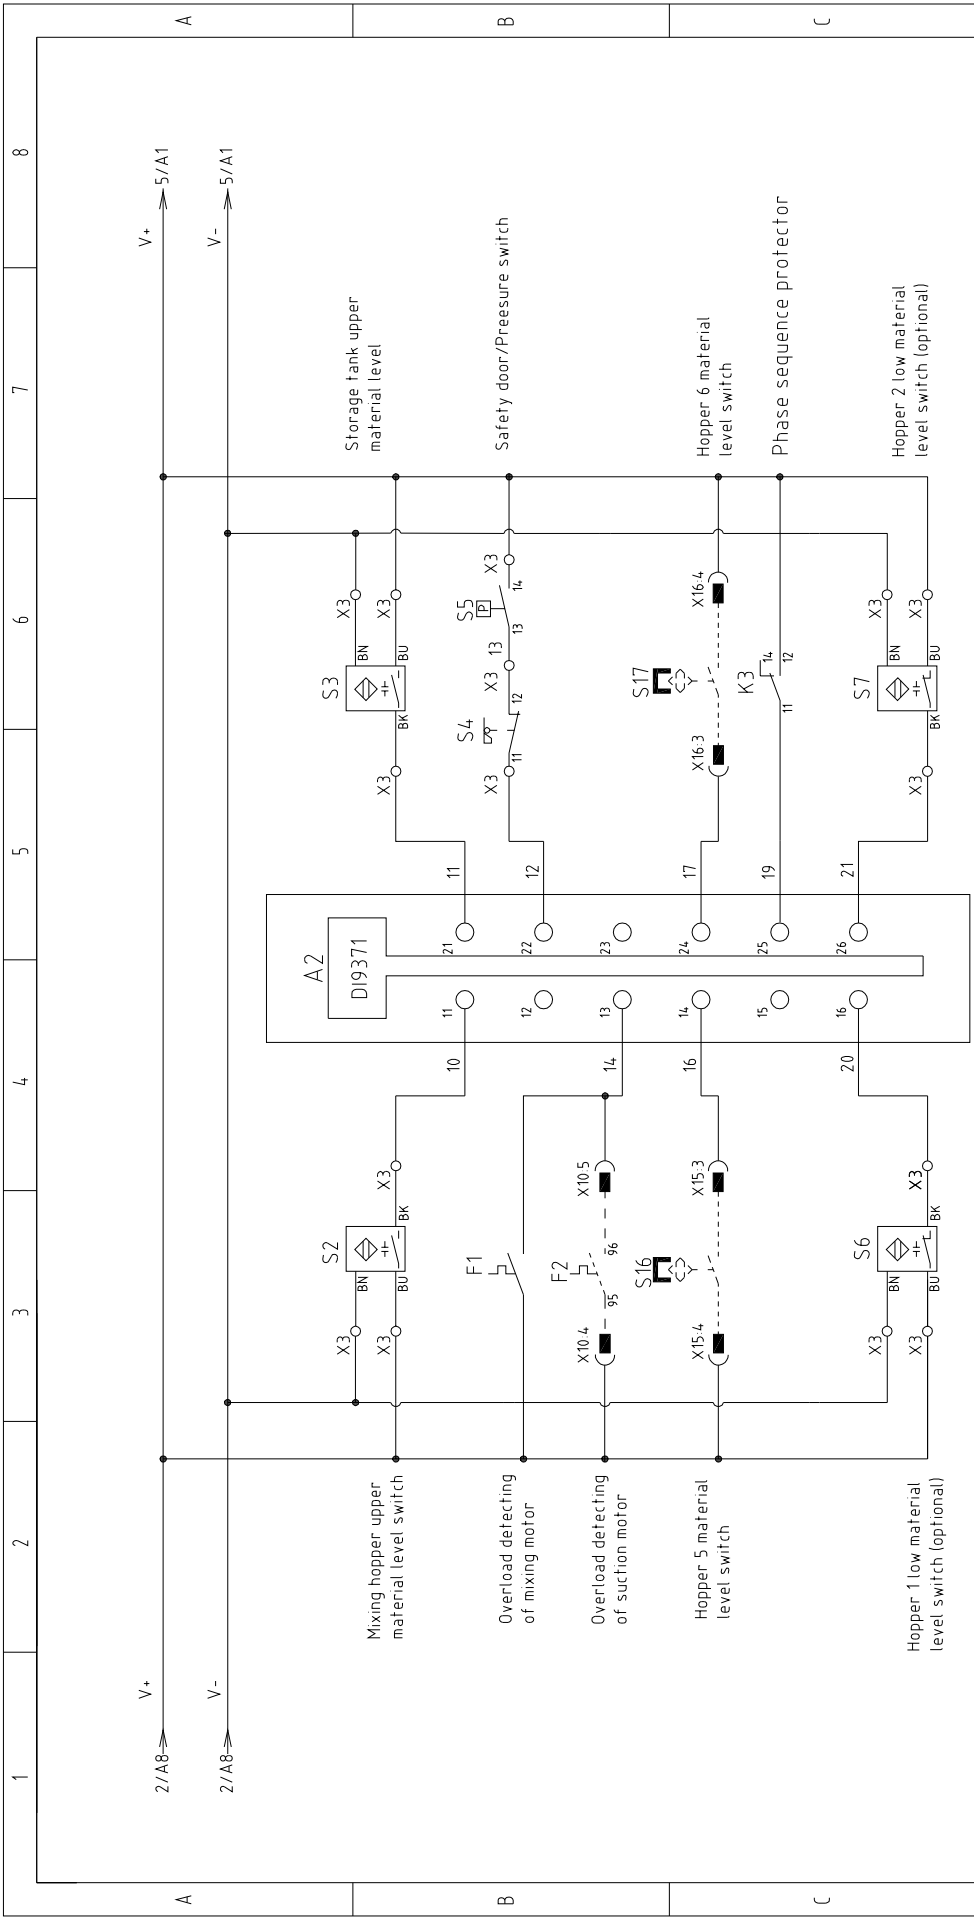 1
2
3
4
5
6
7
8
A
A
B
B
C
C
2/A8
V+
V+
5/A1
2/A8
V-
V-
5/A1
A2
DI9371
Mixing hopper upper
material level switch
X3
X3
BN
BU
S2
BK
X3
10
11
21
11
X3
BK
S3
BN
BU
X3
X3
Storage tank upper
material level
Overload detecting
of mixing motor
F1
12
22
12
X3
11
S4
12
X3
13
13
S5
P
14
X3
Safety door/Preesure switch
Overload detecting
of suction motor
X10:4
95
F2
96
X10:5
14
13
23
Hopper 5 material
level switch
X15:4
S16
X15:3
16
14
24
17
X16:3
S17
X16:4
Hopper 6 material
level switch
15
25
19
11
K3
14
12
Phase sequence protector
Hopper 1 low material
level switch (optional)
X3
X3
BN
BU
S6
BK
X3
20
16
26
21
X3
BK
S7
BN
BU
X3
X3
Hopper 2 low material
level switch (optional)